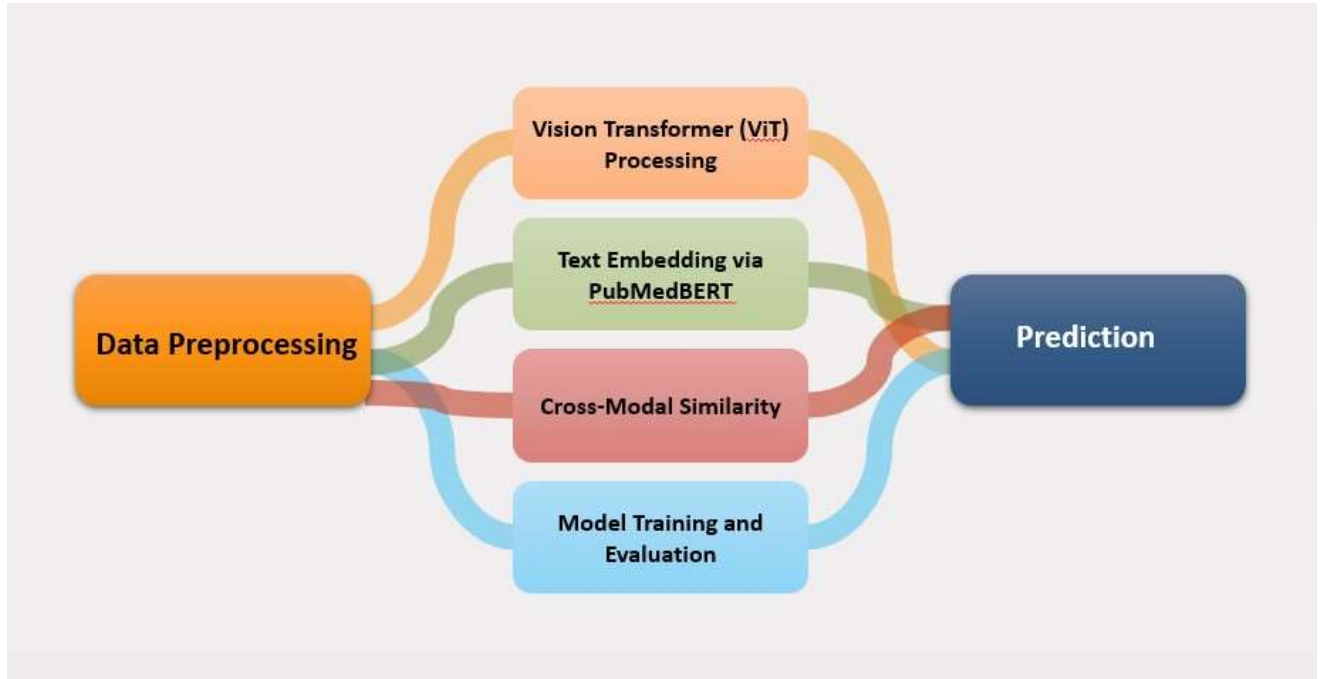 Data Preprocessing
Vision Transformer (ViT)
Processing
Text Embedding via
PubMedBERT
Cross-Modal Similarity
Model Training and
Evaluation
Prediction